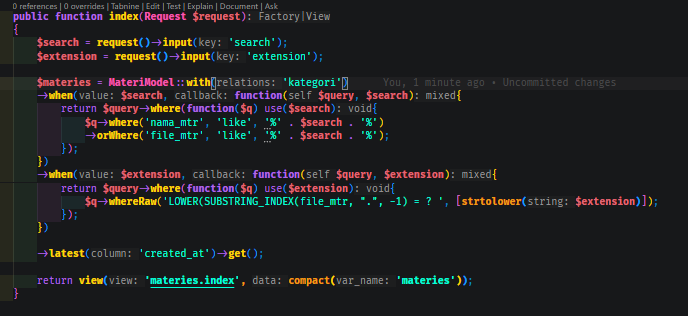 0 references | 0 overrides | Tabnine | Edit | Test | Explain | Document | Ask
public function index(Request $request): Factory|View
{
    $search = request()→input(key: 'search');
    $extension = request()→input(key: 'extension');

    $materies = MateriModel::with(relations: 'kategori')      You, 1 minute ago • Uncommitted changes
    →when(value: $search, callback: function(self $query, $search): mixed{
        return $query→where(function($q) use($search): void{
            $q→where('nama_mtr', 'like', '%' . $search . '%')
            →orWhere('file_mtr', 'like', '%' . $search . '%');
        });
    })
    →when(value: $extension, callback: function(self $query, $extension): mixed{
        return $query→where(function($q) use($extension): void{
            $q→whereRaw('LOWER(SUBSTRING_INDEX(file_mtr, ".", -1) = ? ', [strtolower(string: $extension)]);
        });
    })

    →latest(column: 'created_at')→get();

    return view(view: 'materies.index', data: compact(var_name: 'materies'));
}